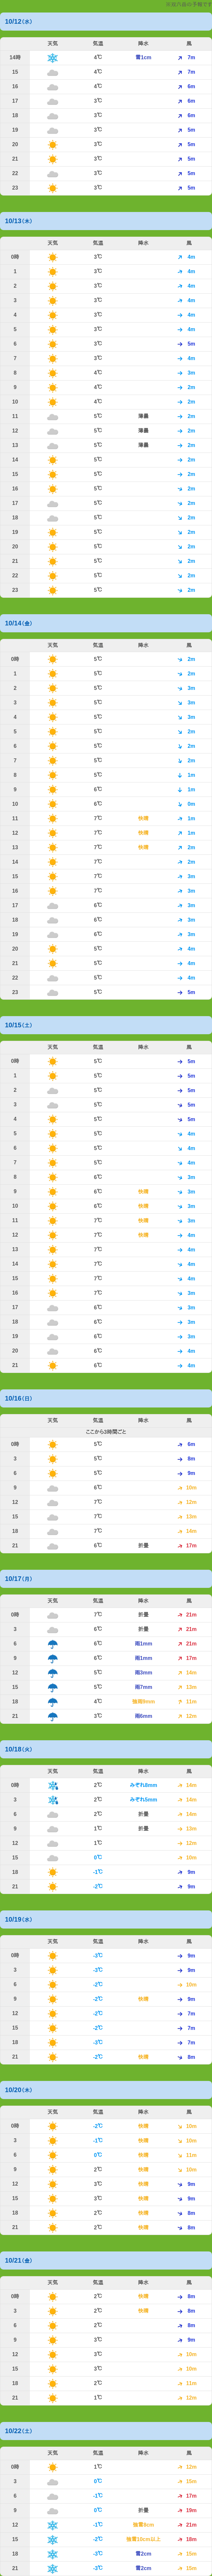 10/12(水)
天気 気温 降水 風
14時 4℃ 雪1cm 7m
15 4℃ 7m
16 4℃ 6m
17 3℃ 6m
18 3℃ 6m
19 3℃ 5m
20 3℃ 5m
21 3℃ 5m
22 3℃ 5m
23 3℃ 5m
10/13(木)
天気 気温 降水 風
0時 3℃ 4m
1 3℃ 4m
2 3℃ 4m
3 3℃ 4m
4 3℃ 4m
5 3℃ 4m
6 3℃ 5m
7 3℃ 4m
8 4℃ 3m
9 4℃ 2m
10 4℃ 2m
11 5℃ 薄曇 2m
12 5℃ 薄曇 2m
13 5℃ 薄曇 2m
14 5℃ 2m
15 5℃ 2m
16 5℃ 2m
17 5℃ 2m
18 5℃ 2m
19 5℃ 2m
20 5℃ 2m
21 5℃ 2m
22 5℃ 2m
23 5℃ 2m
10/14(金)
天気 気温 降水 風
0時 5℃ 2m
1 5℃ 2m
2 5℃ 3m
3 5℃ 3m
4 5℃ 3m
5 5℃ 2m
6 5℃ 2m
7 5℃ 2m
8 5℃ 1m
9 6℃ 1m
10 6℃ 0m
11 7℃ 快晴 1m
12 7℃ 快晴 1m
13 7℃ 快晴 2m
14 7℃ 2m
15 7℃ 3m
16 7℃ 3m
17 6℃ 3m
18 6℃ 3m
19 6℃ 3m
20 5℃ 4m
21 5℃ 4m
22 5℃ 4m
23 5℃ 5m
10/15(土)
天気 気温 降水 風
0時 5℃ 5m
1 5℃ 5m
2 5℃ 5m
3 5℃ 5m
4 5℃ 5m
5 5℃ 4m
6 5℃ 4m
7 5℃ 4m
8 6℃ 3m
9 6℃ 快晴 3m
10 6℃ 快晴 3m
11 7℃ 快晴 3m
12 7℃ 快晴 4m
13 7℃ 4m
14 7℃ 4m
15 7℃ 4m
16 7℃ 3m
17 6℃ 3m
18 6℃ 3m
19 6℃ 3m
20 6℃ 4m
21 6℃ 4m
10/16(日)
天気 気温 降水 風
ここから3時間ごと
0時 5℃ 6m
3 5℃ 8m
6 5℃ 9m
9 6℃ 10m
12 7℃ 12m
15 7℃ 13m
18 7℃ 14m
21 6℃ 折曇 17m
10/17(月)
天気 気温 降水 風
0時 7℃ 折曇 21m
3 6℃ 折曇 21m
6 6℃ 雨1mm 21m
9 6℃ 雨1mm 17m
12 5℃ 雨3mm 14m
15 5℃ 雨7mm 13m
18 4℃ 強雨8mm 11m
21 3℃ 雨6mm 12m
10/18(火)
天気 気温 降水 風
0時 2℃ みぞれ6mm 14m
3 2℃ みぞれ5mm 14m
6 2℃ 折曇 14m
9 1℃ 折曇 13m
12 1℃ 12m
15 0℃ 10m
18 -1℃ 9m
21 -2℃ 9m
10/19(水)
天気 気温 降水 風
0時 -3℃ 9m
3 -3℃ 9m
6 -2℃ 10m
9 -2℃ 快晴 9m
12 -2℃ 7m
15 -2℃ 7m
18 -3℃ 7m
21 -2℃ 快晴 8m
10/20(木)
天気 気温 降水 風
0時 -2℃ 快晴 10m
3 -1℃ 快晴 10m
6 0℃ 快晴 11m
9 2℃ 快晴 10m
12 3℃ 快晴 9m
15 3℃ 快晴 9m
18 2℃ 快晴 8m
21 2℃ 快晴 8m
10/21(金)
天気 気温 降水 風
0時 2℃ 快晴 8m
3 2℃ 快晴 8m
6 2℃ 8m
9 3℃ 9m
12 3℃ 10m
15 3℃ 10m
18 2℃ 11m
21 1℃ 12m
10/22(土)
天気 気温 降水 風
0時 1℃ 12m
3 0℃ 15m
6 -1℃ 17m
9 0℃ 折曇 19m
12 -1℃ 21m
15 -2℃ 強雪10cm以上 18m
18 -3℃ 雪2cm 15m
21 -3℃ 雪2cm 15m